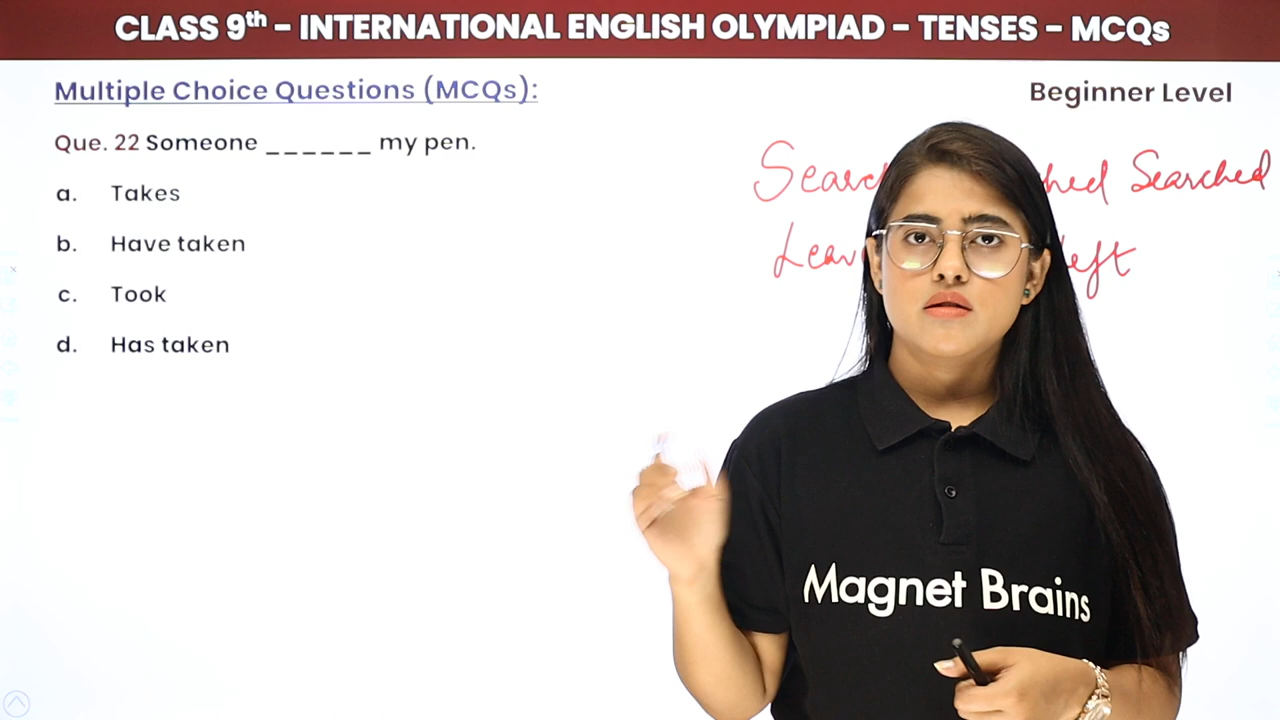 CLASS 9th - INTERNATIONAL ENGLISH OLYMPIAD - TENSES - MCQs
Multiple Choice Questions (MCQs):
Beginner Level
Que. 22 Someone ______ my pen.
a. Takes
b. Have taken
c. Took
d. Has taken
Searched
left
Magnet Brains